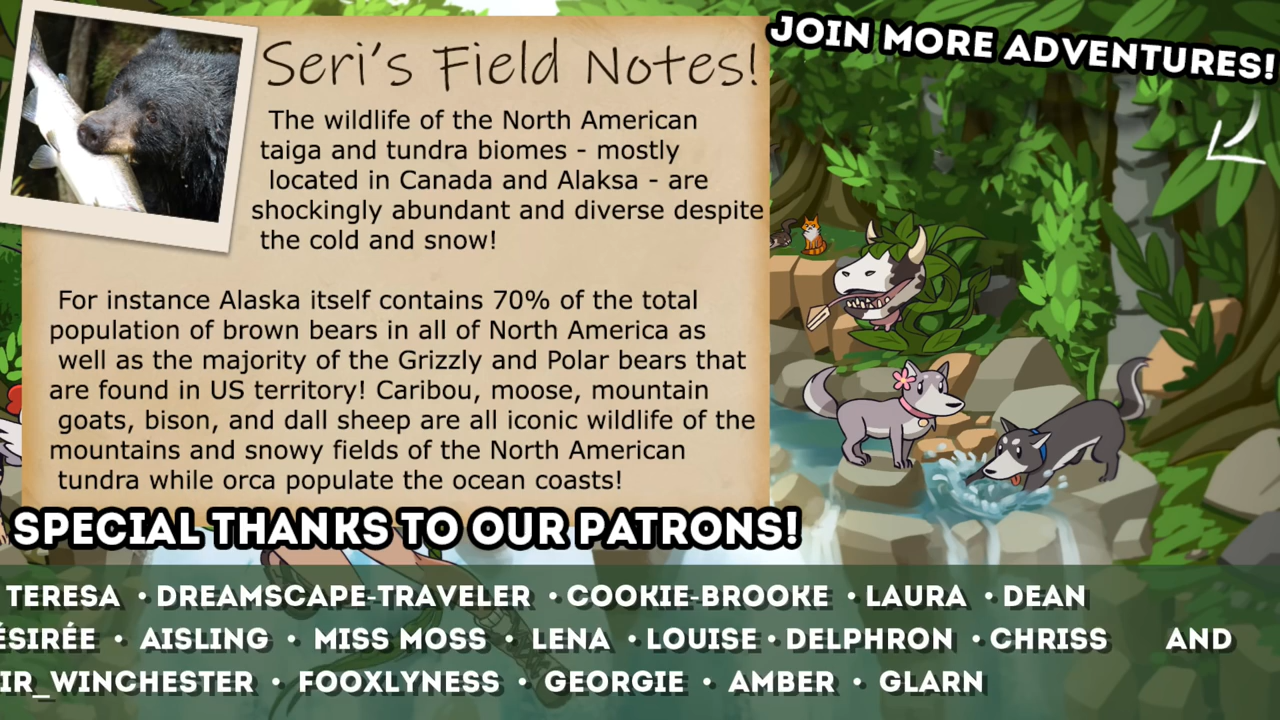 Seri's Field Notes!
JOIN MORE ADVENTURES!
The wildlife of the North American
taiga and tundra biomes - mostly
located in Canada and Alaksa - are
shockingly abundant and diverse despite
the cold and snow!
For instance Alaska itself contains 70% of the total
population of brown bears in all of North America as
well as the majority of the Grizzly and Polar bears that
are found in US territory! Caribou, moose, mountain
goats, bison, and dall sheep are all iconic wildlife of the
mountains and snowy fields of the North American
tundra while orca populate the ocean coasts!
SPECIAL THANKS TO OUR PATRONS!
TERESA • DREAMSCAPE-TRAVELER • COOKIE-BROOKE • LAURA • DEAN
ÉSIRÉE • AISLING • MISS MOSS • LENA • LOUISE • DELPHRON • CHRISS AND
IR_WINCHESTER • FOOXLYNESS • GEORGIE • AMBER • GLARN